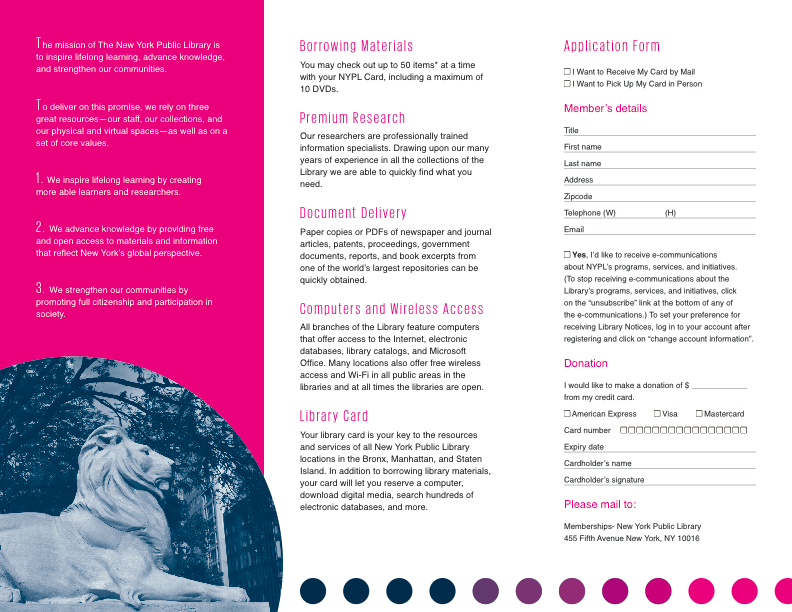 The mission of The New York Public Library is
to inspire lifelong learning, advance knowledge,
and strengthen our communities.
To deliver on this promise, we rely on three
great resources—our staff, our collections, and
our physical and virtual spaces—as well as on a
set of core values.
1. We inspire lifelong learning by creating
more able learners and researchers.
2. We advance knowledge by providing free
and open access to materials and information
that reflect New York's global perspective.
3. We strengthen our communities by
promoting full citizenship and participation in
society.
Borrowing Materials
You may check out up to 50 items* at a time
with your NYPL Card, including a maximum of
10 DVDs.
Premium Research
Our researchers are professionally trained
information specialists. Drawing upon our many
years of experience in all the collections of the
Library we are able to quickly find what you
need.
Document Delivery
Paper copies or PDFs of newspaper and journal
articles, patents, proceedings, government
documents, reports, and book excerpts from
one of the world's largest repositories can be
quickly obtained.
Computers and Wireless Access
All branches of the Library feature computers
that offer access to the Internet, electronic
databases, library catalogs, and Microsoft
Office. Many locations also offer free wireless
access and Wi-Fi in all public areas in the
libraries and at all times the libraries are open.
Library Card
Your library card is your key to the resources
and services of all New York Public Library
locations in the Bronx, Manhattan, and Staten
Island. In addition to borrowing library materials,
your card will let you reserve a computer,
download digital media, search hundreds of
electronic databases, and more.
Application Form
☐ I Want to Receive My Card by Mail
☐ I Want to Pick Up My Card in Person
Member's details
Title
First name
Last name
Address
Zipcode
Telephone (W) (H)
Email
☐ Yes, I'd like to receive e-communications
about NYPL's programs, services, and initiatives.
(To stop receiving e-communications about the
Library's programs, services, and initiatives, click
on the “unsubscribe” link at the bottom of any of
the e-communications.) To set your preference for
receiving Library Notices, log in to your account after
registering and click on “change account information”.
Donation
I would like to make a donation of $ ___________
from my credit card.
☐ American Express ☐ Visa ☐ Mastercard
Card number ☐☐☐☐☐☐☐☐☐☐☐☐☐☐☐☐
Expiry date
Cardholder's name
Cardholder's signature
Please mail to:
Memberships- New York Public Library
455 Fifth Avenue New York, NY 10016